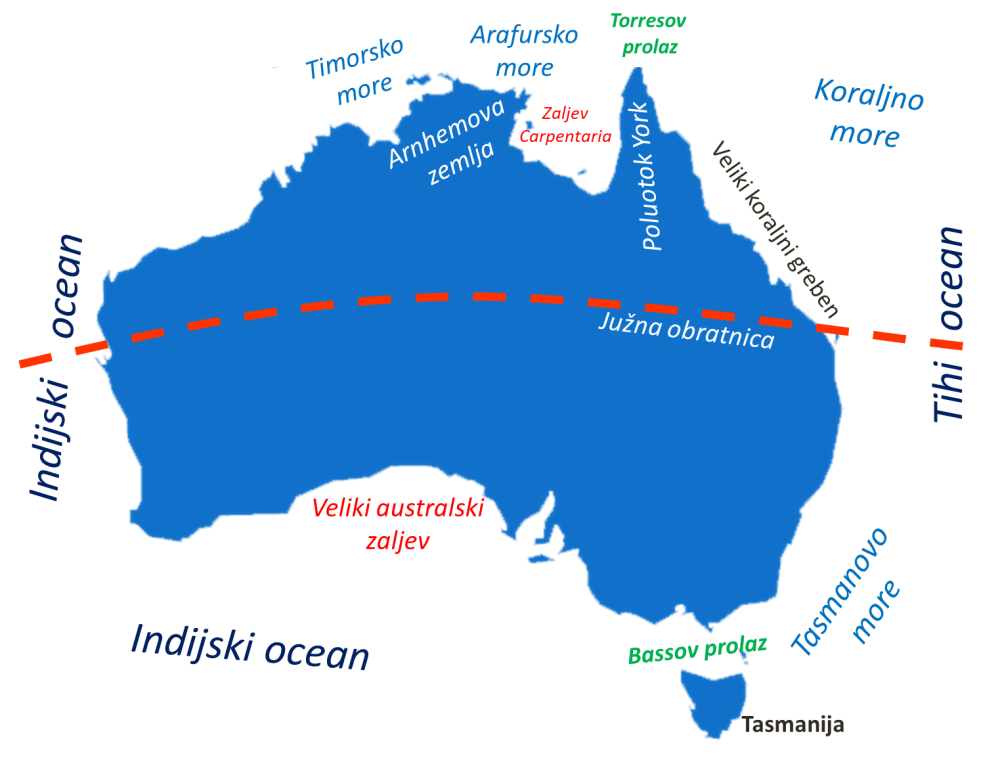 Torresov
prolaz
Arafursko
more
Timorsko
more
Koraljno
more
Zaljev
Carpentaria
Arnhemova
zemlja
Poluotok York
Veliki koraljni greben
Indijski ocean
Tihi ocean
Južna obratnica
Veliki australski
zaljev
Tasmanovo
more
Indijski ocean
Bassov prolaz
Tasmanija